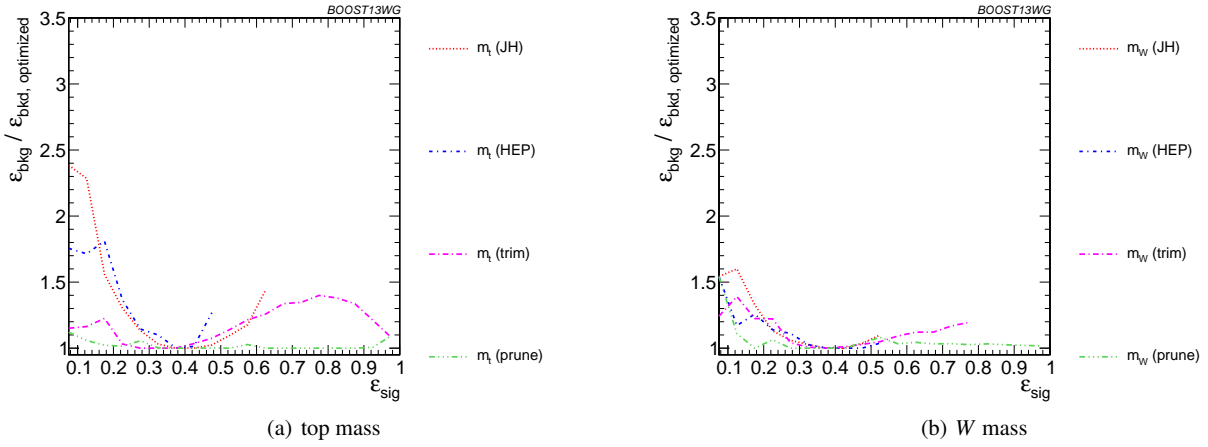 BOOST13WG
ε_bkg / ε_bkd, optimized
3.5
3
2.5
2
1.5
1
0.1 0.2 0.3 0.4 0.5 0.6 0.7 0.8 0.9 1
ε_sig
m_t (JH)
m_t (HEP)
m_t (trim)
m_t (prune)
(a) top mass
BOOST13WG
ε_bkg / ε_bkd, optimized
3.5
3
2.5
2
1.5
1
0.1 0.2 0.3 0.4 0.5 0.6 0.7 0.8 0.9 1
ε_sig
m_W (JH)
m_W (HEP)
m_W (trim)
m_W (prune)
(b) W mass